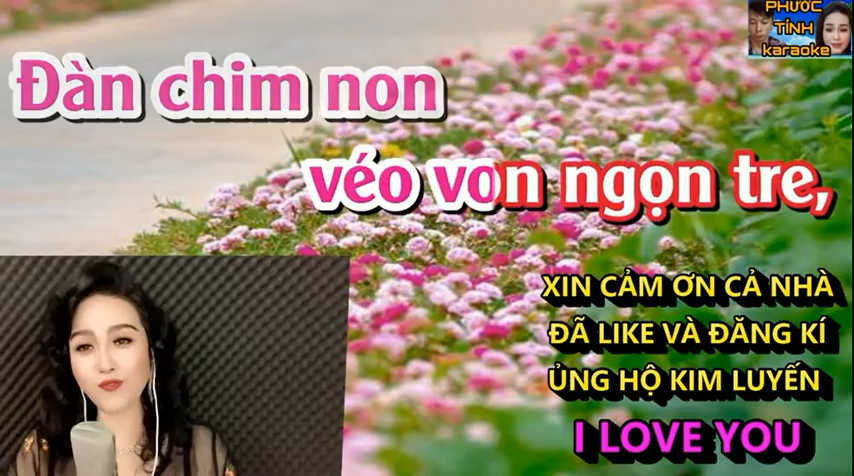 PHƯỚC
TỈNH
karaoke
Đàn chim non
véo von ngọn tre,
XIN CẢM ƠN CẢ NHÀ
ĐÃ LIKE VÀ ĐĂNG KÍ
ỦNG HỘ KIM LUYẾN
I LOVE YOU